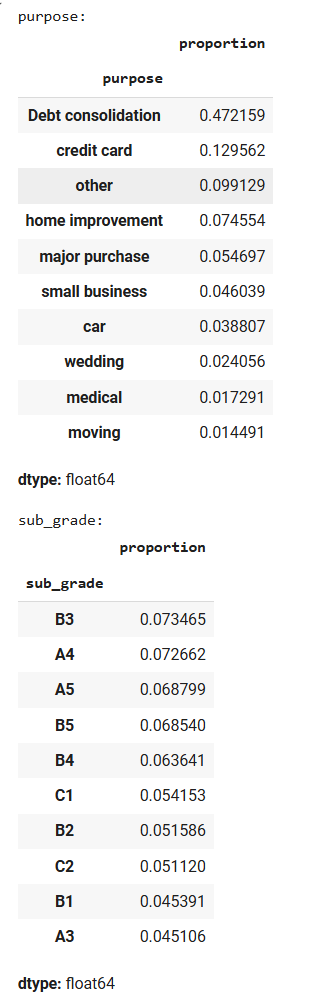 purpose:
proportion
purpose
Debt consolidation 0.472159
credit card 0.129562
other 0.099129
home improvement 0.074554
major purchase 0.054697
small business 0.046039
car 0.038807
wedding 0.024056
medical 0.017291
moving 0.014491
dtype: float64
sub_grade:
proportion
sub_grade
B3 0.073465
A4 0.072662
A5 0.068799
B5 0.068540
B4 0.063641
C1 0.054153
B2 0.051586
C2 0.051120
B1 0.045391
A3 0.045106
dtype: float64